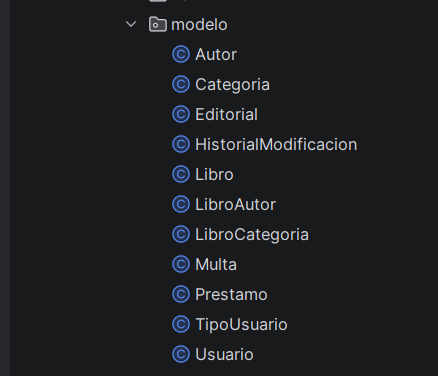 modelo
Autor
Categoria
Editorial
HistorialModificacion
Libro
LibroAutor
LibroCategoria
Multa
Prestamo
TipoUsuario
Usuario